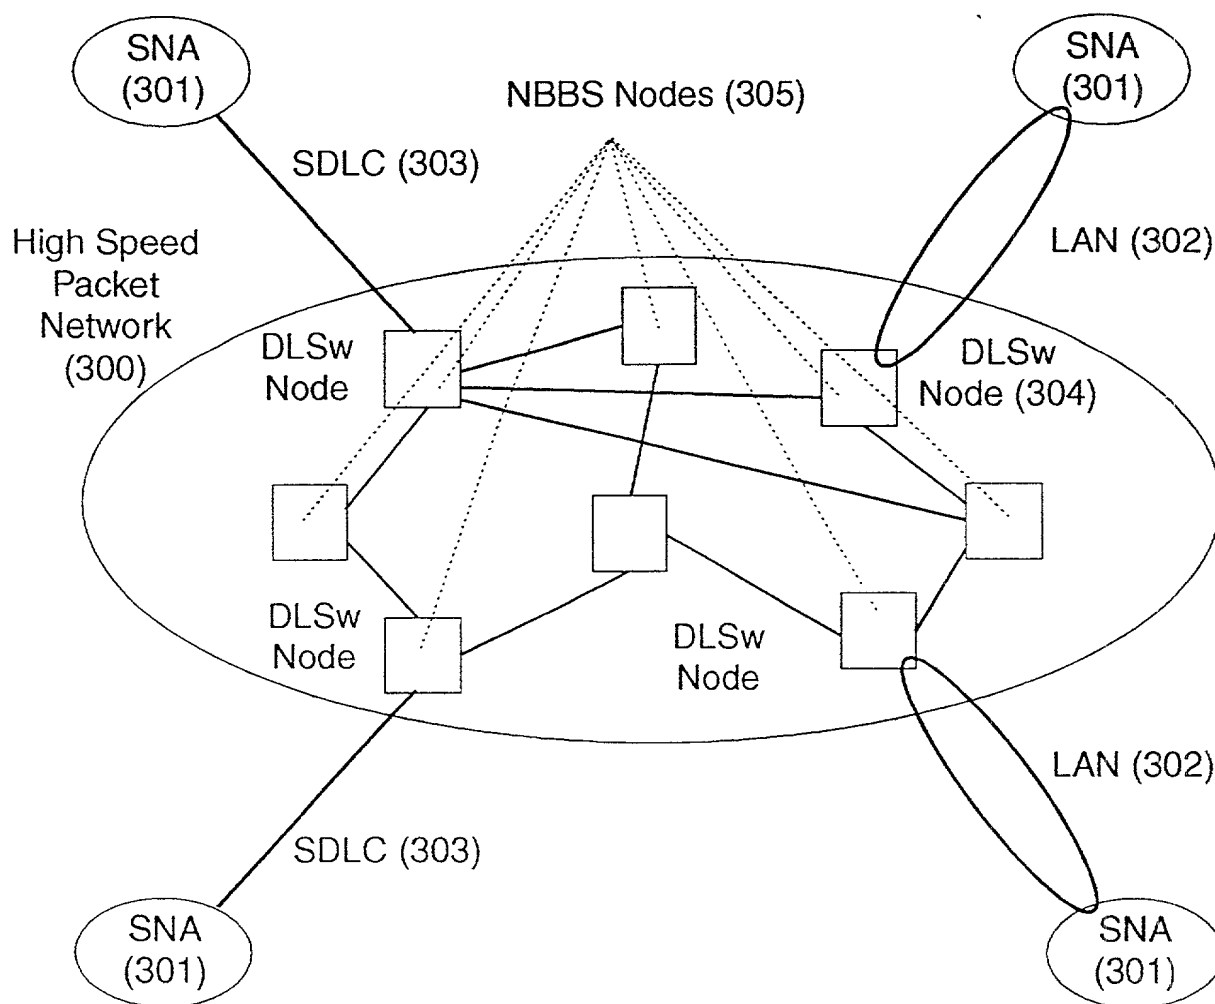 SNA
(301)
SNA
(301)
NBBS Nodes (305)
SDLC (303)
High Speed
Packet
Network
(300)
LAN (302)
DLSw
Node
DLSw
Node (304)
DLSw
Node
DLSw
Node
LAN (302)
SDLC (303)
SNA
(301)
SNA
(301)